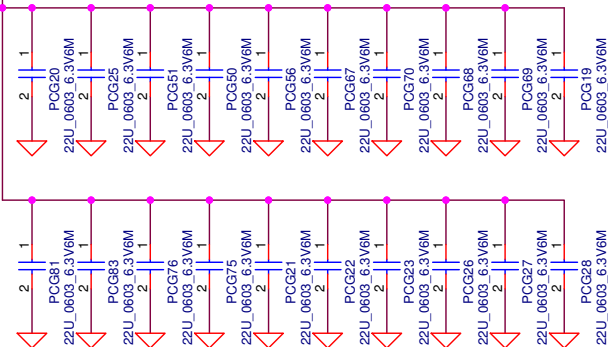 2 1
PCG20
22U_0603_6.3V6M
2 1
PCG25
22U_0603_6.3V6M
2 1
PCG51
22U_0603_6.3V6M
2 1
PCG50
22U_0603_6.3V6M
2 1
PCG56
22U_0603_6.3V6M
2 1
PCG67
22U_0603_6.3V6M
2 1
PCG70
22U_0603_6.3V6M
2 1
PCG68
22U_0603_6.3V6M
2 1
PCG69
22U_0603_6.3V6M
2 1
PCG19
22U_0603_6.3V6M
2 1
PCG81
22U_0603_6.3V6M
2 1
PCG83
22U_0603_6.3V6M
2 1
PCG76
22U_0603_6.3V6M
2 1
PCG75
22U_0603_6.3V6M
2 1
PCG21
22U_0603_6.3V6M
2 1
PCG22
22U_0603_6.3V6M
2 1
PCG23
22U_0603_6.3V6M
2 1
PCG26
22U_0603_6.3V6M
2 1
PCG27
22U_0603_6.3V6M
2 1
PCG28
22U_0603_6.3V6M